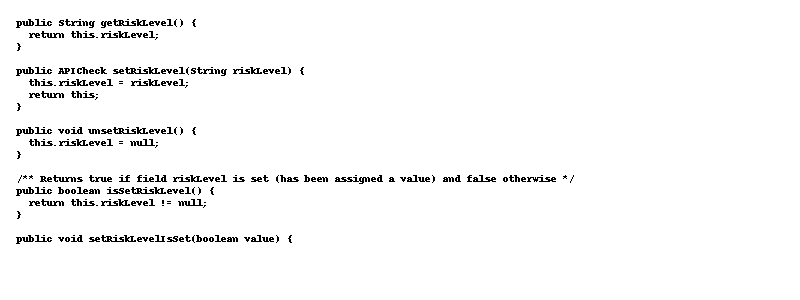 public String getRiskLevel() {
  return this.riskLevel;
}

public APICheck setRiskLevel(String riskLevel) {
  this.riskLevel = riskLevel;
  return this;
}

public void unsetRiskLevel() {
  this.riskLevel = null;
}

/** Returns true if field riskLevel is set (has been assigned a value) and false otherwise */
public boolean isSetRiskLevel() {
  return this.riskLevel != null;
}

public void setRiskLevelIsSet(boolean value) {